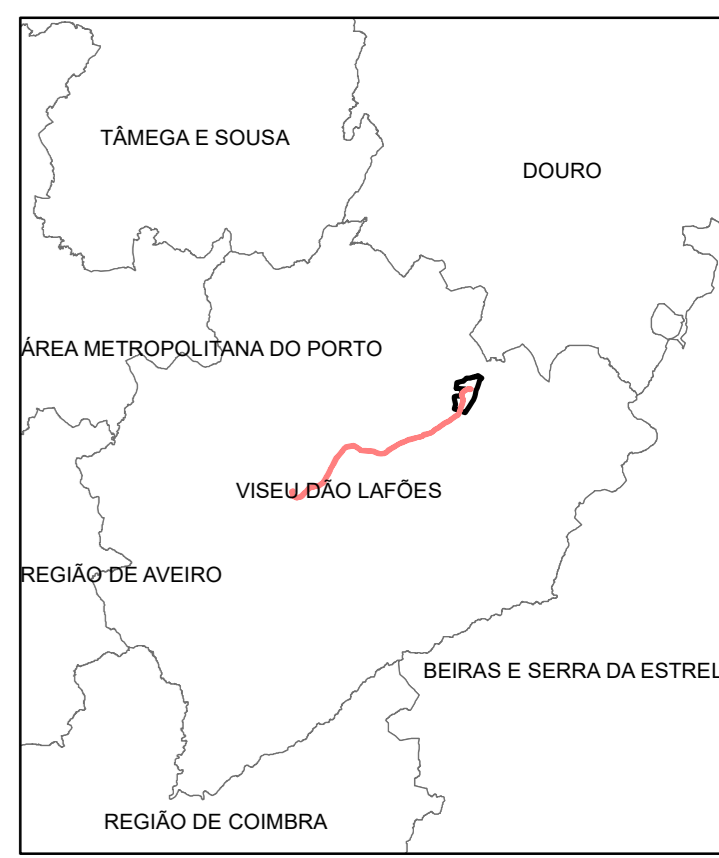 TÂMEGA E SOUSA
DOURO
ÁREA METROPOLITANA DO PORTO
VISEU DÃO LAFÕES
REGIÃO DE AVEIRO
BEIRAS E SERRA DA ESTREL
REGIÃO DE COIMBRA